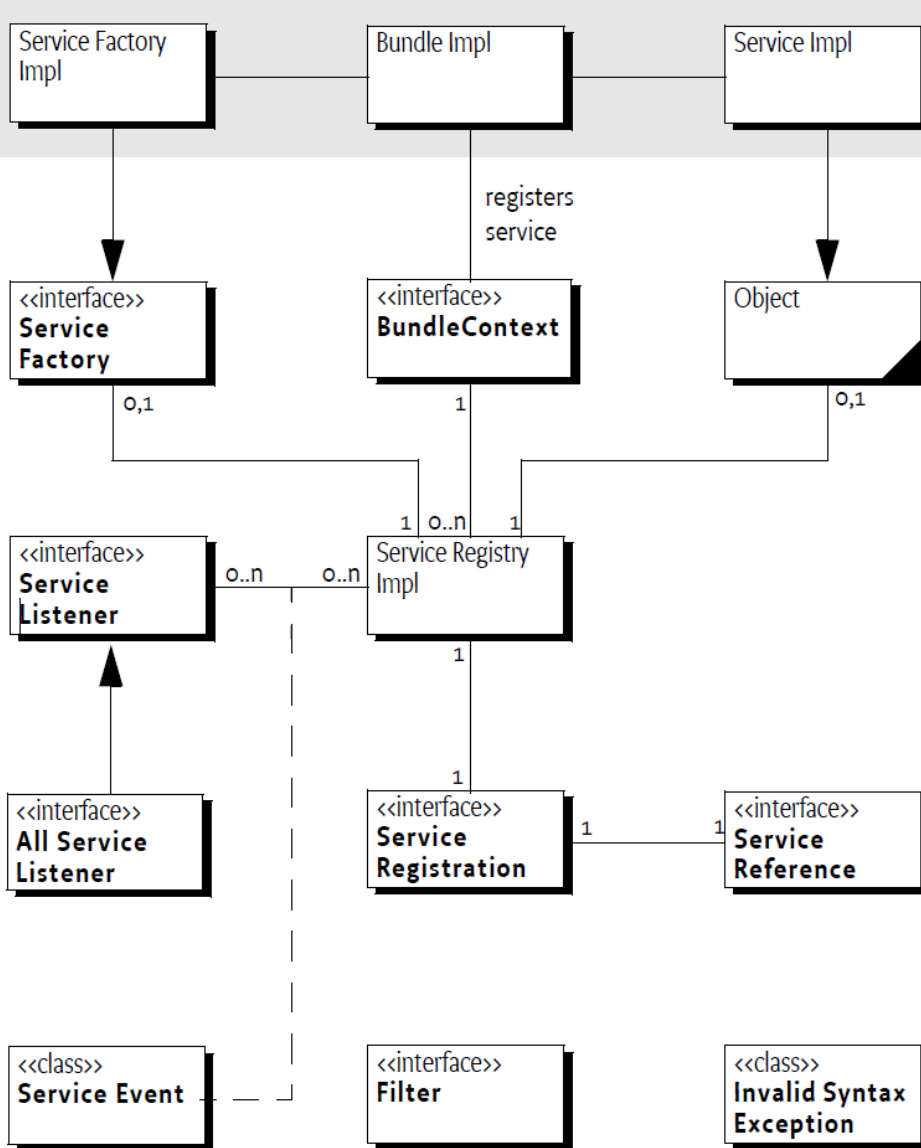 Service Factory
Impl
Bundle Impl
Service Impl
registers
service
<<interface>>
Service
Factory
<<interface>>
BundleContext
Object
0,1
1
0,1
1
0..n
1
<<interface>>
Service
Listener
0..n
0..n
Service Registry
Impl
1
1
<<interface>>
All Service
Listener
<<interface>>
Service
Registration
1
1
<<interface>>
Service
Reference
<<class>>
Service Event
<<interface>>
Filter
<<class>>
Invalid Syntax
Exception